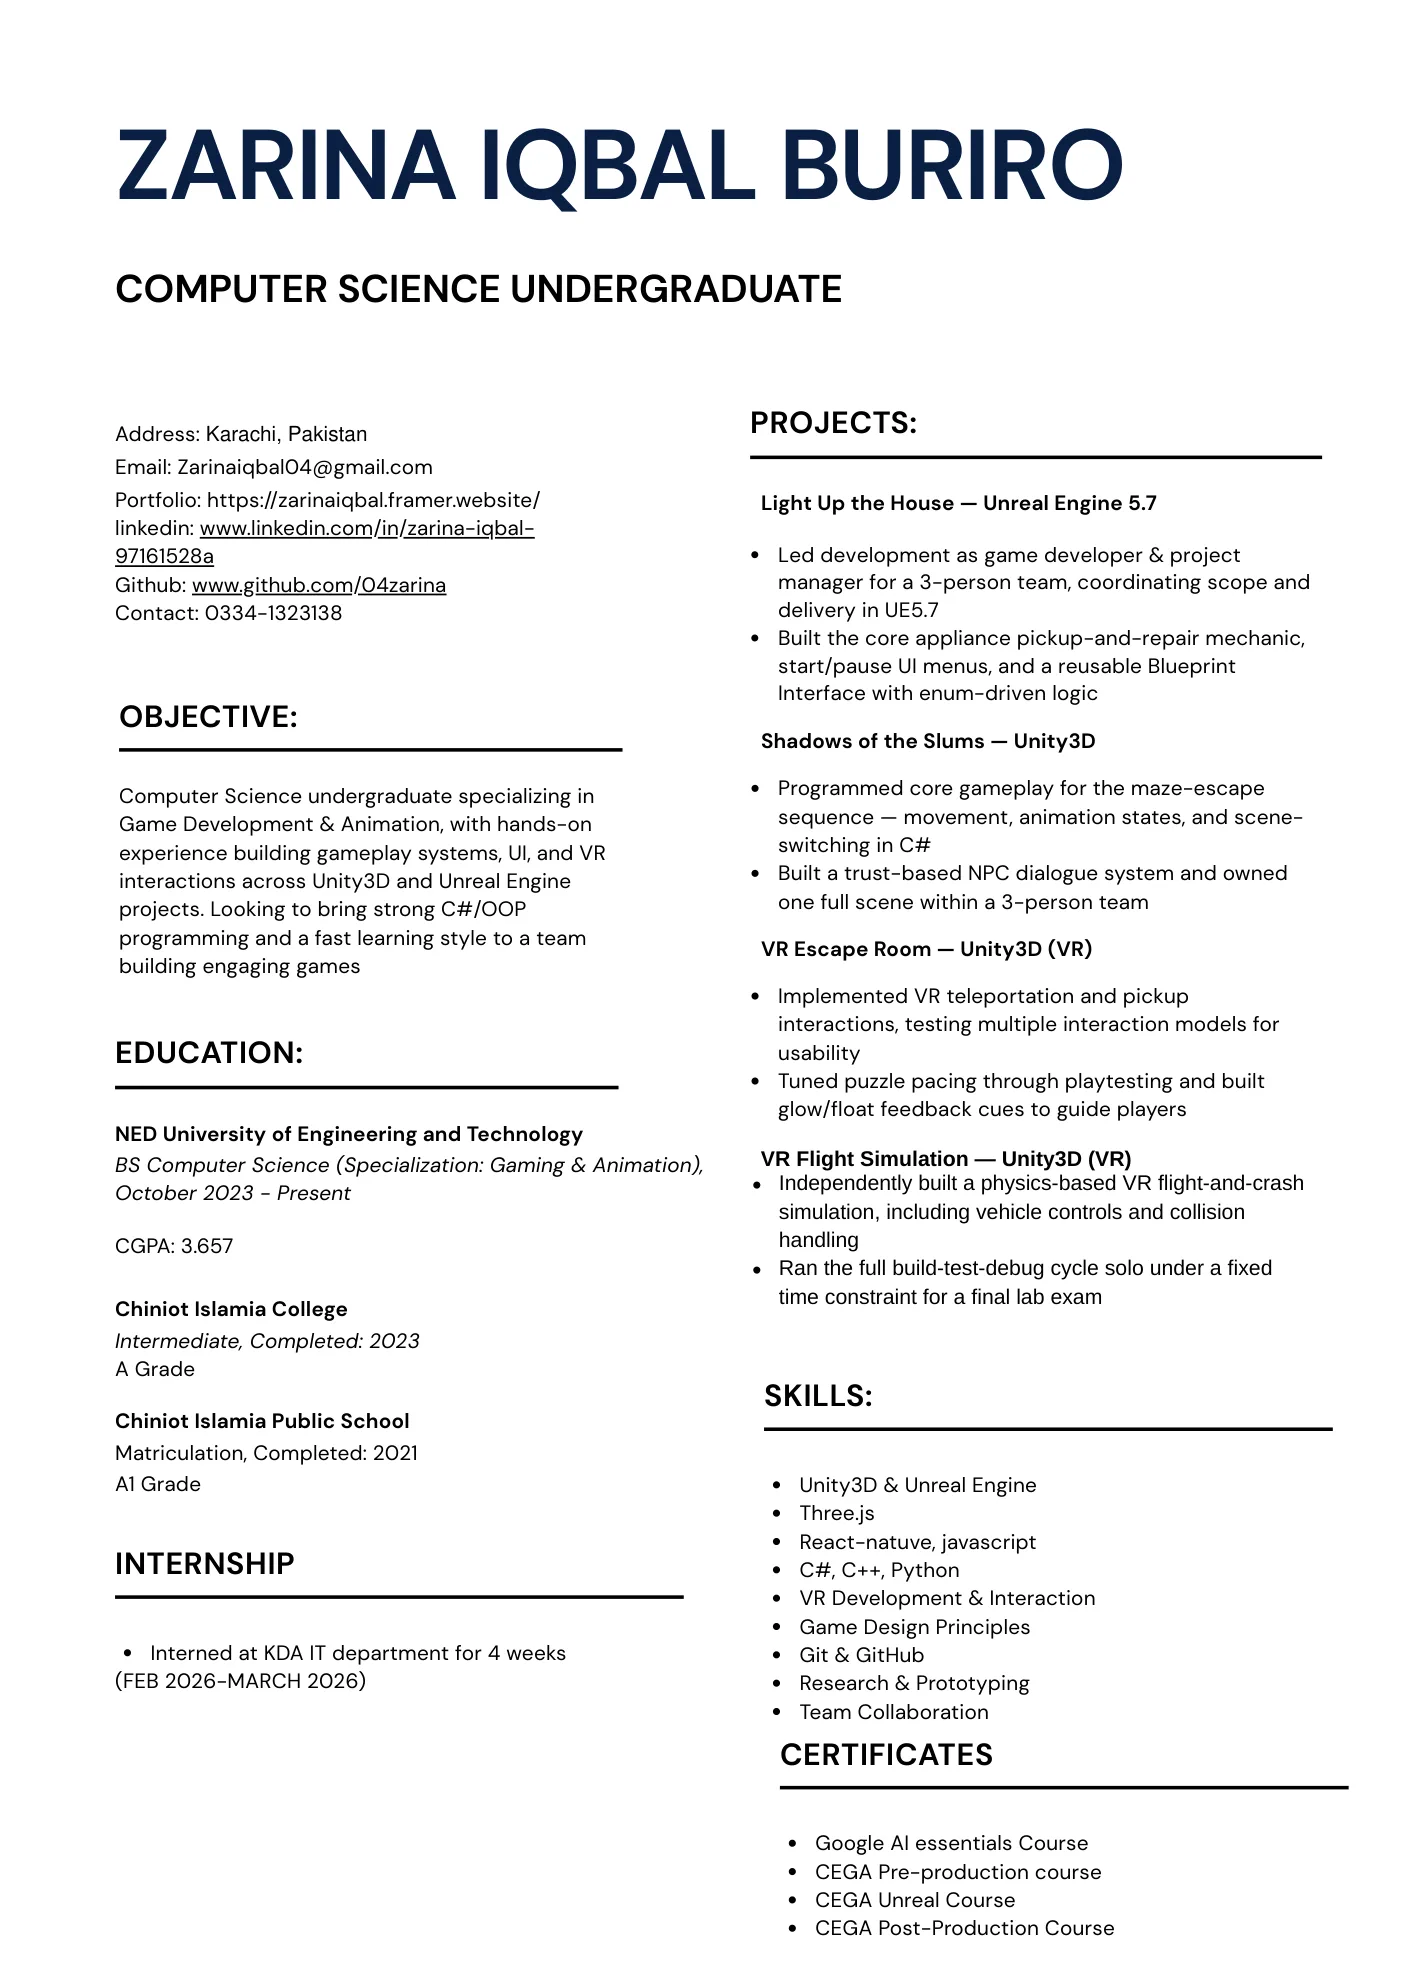 ZARINA IQBAL BURIRO
COMPUTER SCIENCE UNDERGRADUATE
Address: Karachi, Pakistan
Email: Zarinaiqbal04@gmail.com
Portfolio: https://zarinaiqbal.framer.website/
linkedin: www.linkedin.com/in/zarina-iqbal-
97161528a
Github: www.github.com/04zarina
Contact: 0334-1323138
OBJECTIVE:
Computer Science undergraduate specializing in
Game Development & Animation, with hands-on
experience building gameplay systems, UI, and VR
interactions across Unity3D and Unreal Engine
projects. Looking to bring strong C#/OOP
programming and a fast learning style to a team
building engaging games
EDUCATION:
NED University of Engineering and Technology
BS Computer Science (Specialization: Gaming & Animation),
October 2023 - Present
CGPA: 3.657
Chiniot Islamia College
Intermediate, Completed: 2023
A Grade
Chiniot Islamia Public School
Matriculation, Completed: 2021
A1 Grade
INTERNSHIP
• Interned at KDA IT department for 4 weeks
(FEB 2026-MARCH 2026)
PROJECTS:
Light Up the House — Unreal Engine 5.7
• Led development as game developer & project
manager for a 3-person team, coordinating scope and
delivery in UE5.7
• Built the core appliance pickup-and-repair mechanic,
start/pause UI menus, and a reusable Blueprint
Interface with enum-driven logic
Shadows of the Slums — Unity3D
• Programmed core gameplay for the maze-escape
sequence — movement, animation states, and scene-
switching in C#
• Built a trust-based NPC dialogue system and owned
one full scene within a 3-person team
VR Escape Room — Unity3D (VR)
• Implemented VR teleportation and pickup
interactions, testing multiple interaction models for
usability
• Tuned puzzle pacing through playtesting and built
glow/float feedback cues to guide players
VR Flight Simulation — Unity3D (VR)
• Independently built a physics-based VR flight-and-crash
simulation, including vehicle controls and collision
handling
• Ran the full build-test-debug cycle solo under a fixed
time constraint for a final lab exam
SKILLS:
• Unity3D & Unreal Engine
• Three.js
• React-natuve, javascript
• C#, C++, Python
• VR Development & Interaction
• Game Design Principles
• Git & GitHub
• Research & Prototyping
• Team Collaboration
CERTIFICATES
• Google AI essentials Course
• CEGA Pre-production course
• CEGA Unreal Course
• CEGA Post-Production Course